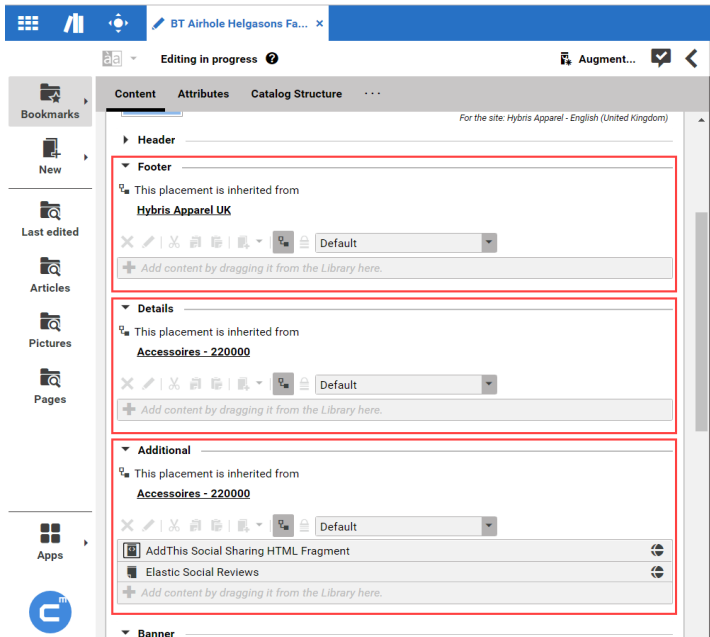 BT Airhole Helgasons Fa... ×
āa Editing in progress ? Augment...
Bookmarks
New
Last edited
Articles
Pictures
Pages
Apps
C m
Content Attributes Catalog Structure ...
For the site: Hybris Apparel - English (United Kingdom)
Header
Footer
This placement is inherited from
Hybris Apparel UK
Default
Add content by dragging it from the Library here.
Details
This placement is inherited from
Accessoires - 220000
Default
Add content by dragging it from the Library here.
Additional
This placement is inherited from
Accessoires - 220000
Default
AddThis Social Sharing HTML Fragment
Elastic Social Reviews
Add content by dragging it from the Library here.
Banner